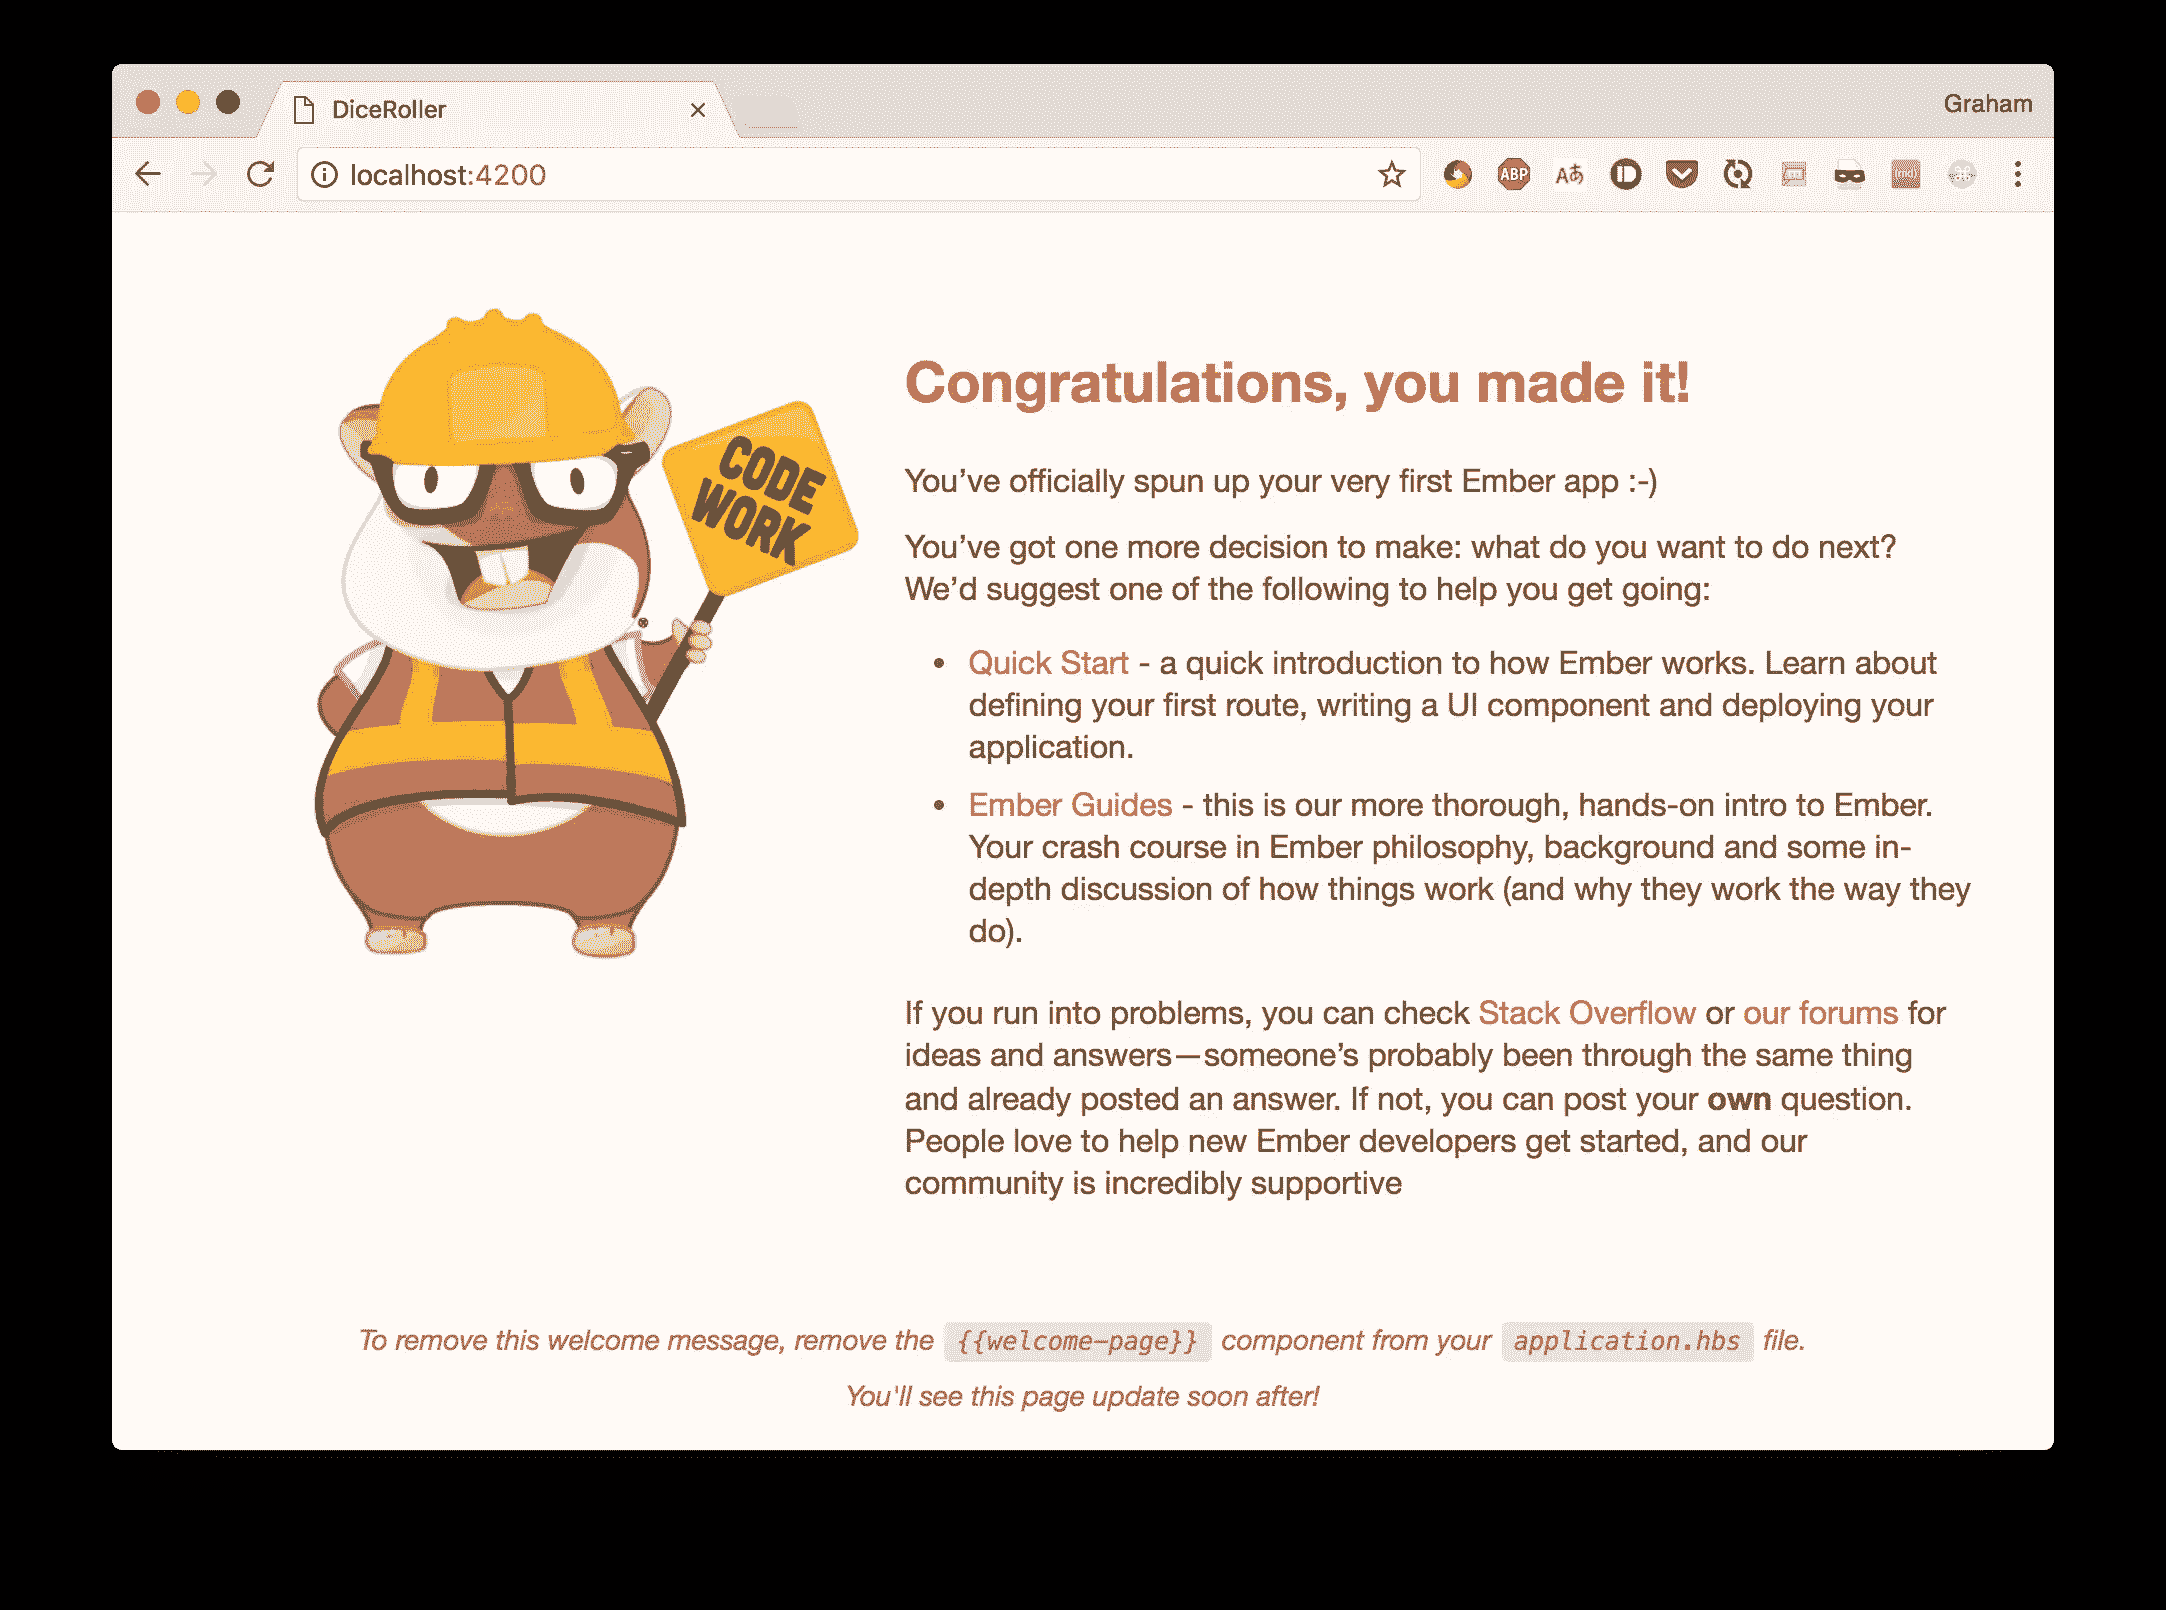 DiceRoller
Graham
localhost:4200
ABP
Aあ
CODE
WORK
Congratulations, you made it!
You’ve officially spun up your very first Ember app :-)
You’ve got one more decision to make: what do you want to do next?
We’d suggest one of the following to help you get going:
• Quick Start - a quick introduction to how Ember works. Learn about
defining your first route, writing a UI component and deploying your
application.
• Ember Guides - this is our more thorough, hands-on intro to Ember.
Your crash course in Ember philosophy, background and some in-
depth discussion of how things work (and why they work the way they
do).
If you run into problems, you can check Stack Overflow or our forums for
ideas and answers—someone’s probably been through the same thing
and already posted an answer. If not, you can post your own question.
People love to help new Ember developers get started, and our
community is incredibly supportive
To remove this welcome message, remove the {{welcome-page}} component from your application.hbs file.
You'll see this page update soon after!